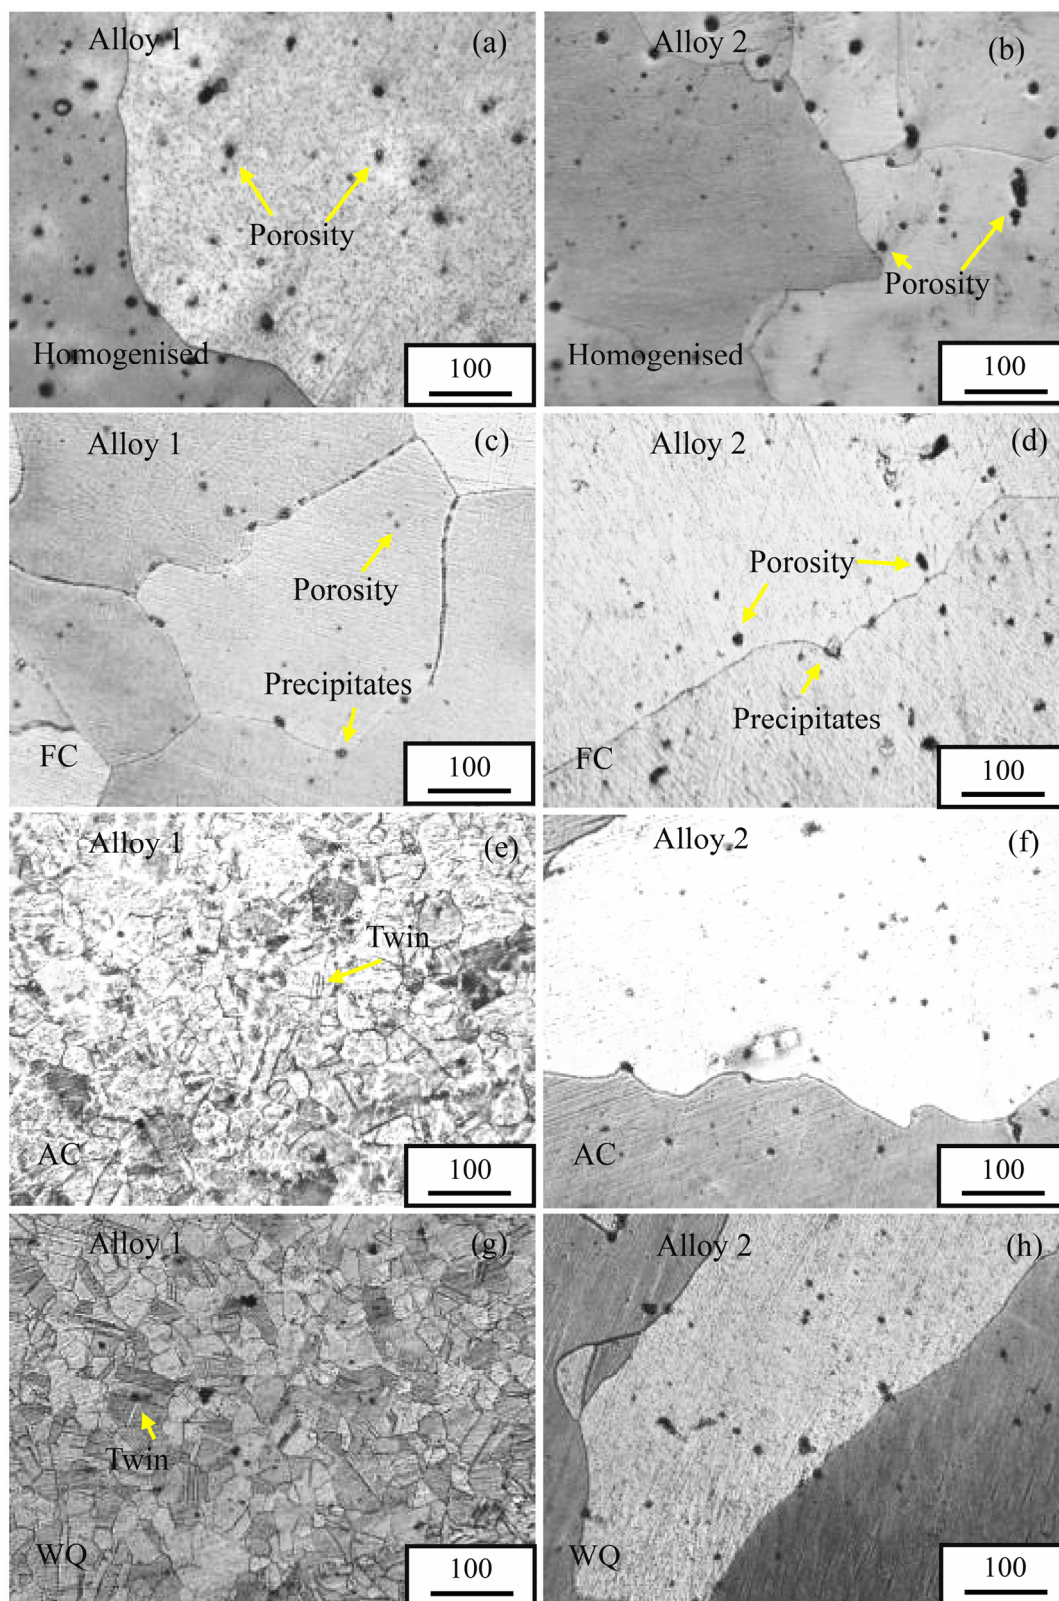 Alloy 1
(a)
Porosity
Homogenised
100
Alloy 2
(b)
Porosity
Homogenised
100
Alloy 1
(c)
Porosity
Precipitates
FC
100
Alloy 2
(d)
Porosity
Precipitates
FC
100
Alloy 1
(e)
Twin
AC
100
Alloy 2
(f)
AC
100
Alloy 1
(g)
Twin
WQ
100
Alloy 2
(h)
WQ
100